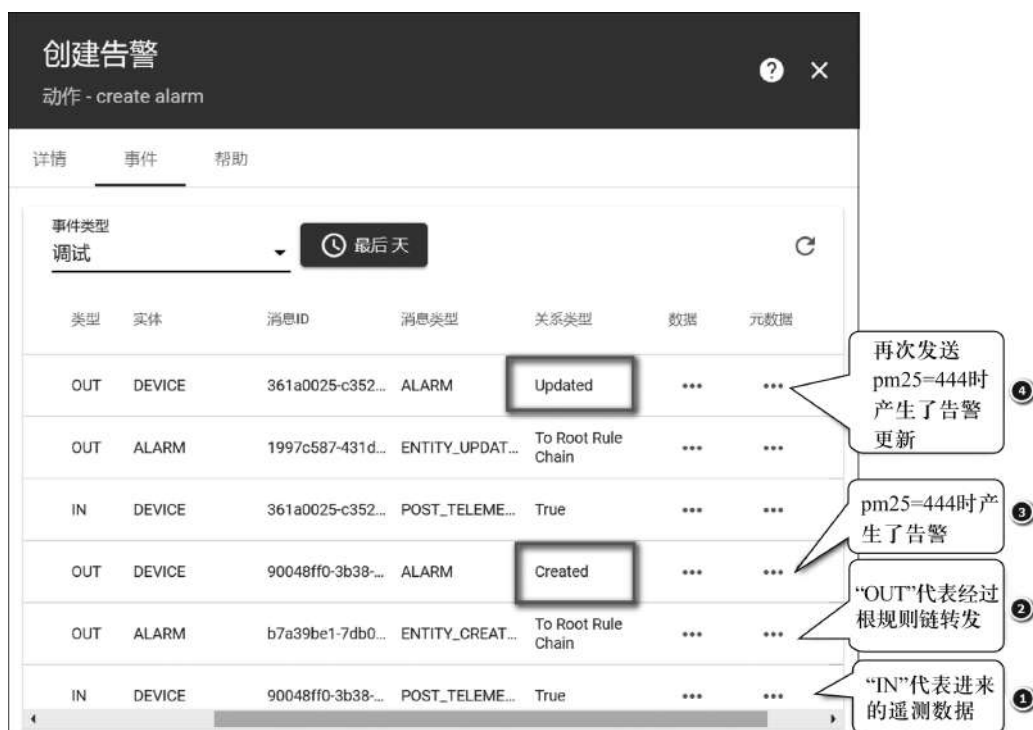 创建告警
动作 - create alarm
详情 事件 帮助
事件类型
调试
最后 天
类型 实体 消息ID 消息类型 关系类型 数据 元数据
OUT DEVICE 361a0025-c352... ALARM Updated ... ...
OUT ALARM 1997c587-431d... ENTITY_UPDAT... To Root Rule
Chain ... ...
IN DEVICE 361a0025-c352... POST_TELEME... True ... ...
OUT DEVICE 90048ff0-3b38-... ALARM Created ... ...
OUT ALARM b7a39be1-7db0... ENTITY_CREAT... To Root Rule
Chain ... ...
IN DEVICE 90048ff0-3b38-... POST_TELEME... True ... ...
再次发送
pm25=444时
产生了告警
更新
4
pm25=444时产
生了告警
3
“OUT”代表经过
根规则链转发
2
“IN”代表进来
的遥测数据
1